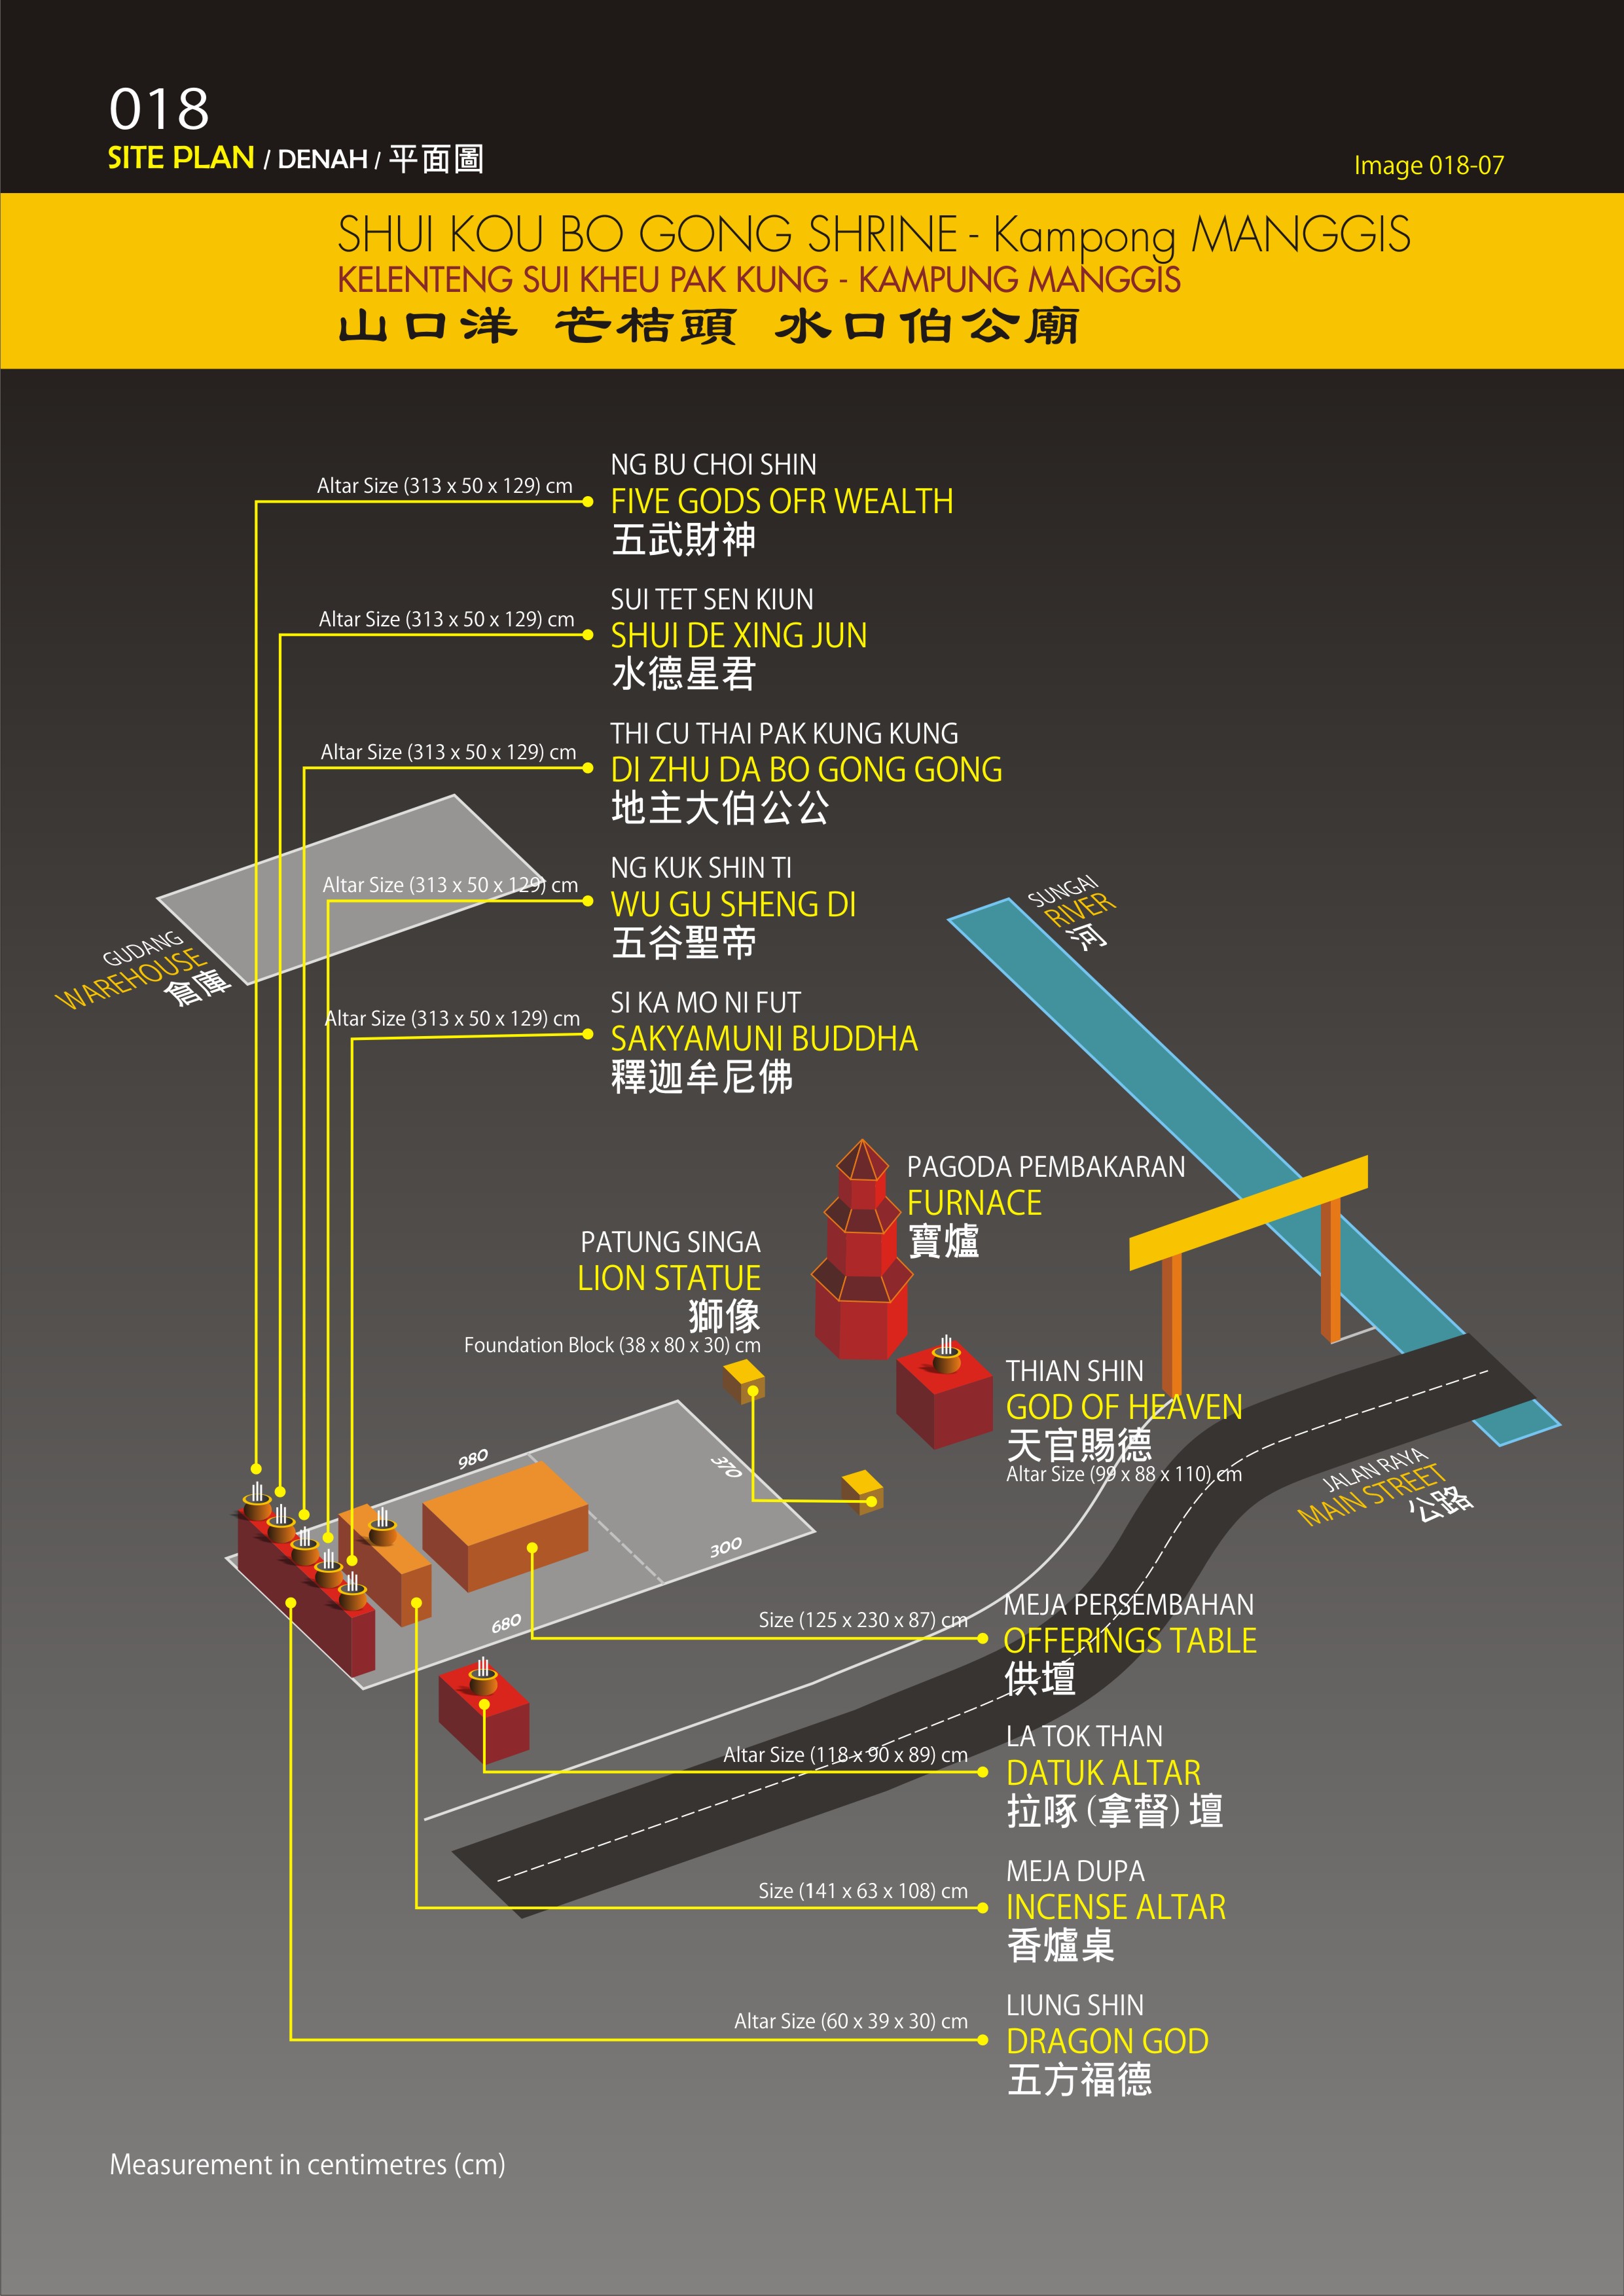 018
SITE PLAN / DENAH / 平面圖
Image 018-07
SHUI KOU BO GONG SHRINE - Kampong MANGGIS
KELENTENG SUI KHEU PAK KUNG - KAMPUNG MANGGIS
山口洋 芒桔頭 水口伯公廟
Altar Size (313 x 50 x 129) cm
NG BU CHOI SHIN
FIVE GODS OFR WEALTH
五武財神
Altar Size (313 x 50 x 129) cm
SUI TET SEN KIUN
SHUI DE XING JUN
水德星君
Altar Size (313 x 50 x 129) cm
THI CU THAI PAK KUNG KUNG
DI ZHU DA BO GONG GONG
地主大伯公公
Altar Size (313 x 50 x 129) cm
NG KUK SHIN TI
WU GU SHENG DI
五谷聖帝
Altar Size (313 x 50 x 129) cm
SI KA MO NI FUT
SAKYAMUNI BUDDHA
釋迦牟尼佛
GUDANG
WAREHOUSE
倉庫
SUNGAI
RIVER
河
PAGODA PEMBAKARAN
FURNACE
寶爐
PATUNG SINGA
LION STATUE
獅像
Foundation Block (38 x 80 x 30) cm
THIAN SHIN
GOD OF HEAVEN
天官賜德
Altar Size (99 x 88 x 110) cm
JALAN RAYA
MAIN STREET
公路
980
370
300
680
Size (125 x 230 x 87) cm
MEJA PERSEMBAHAN
OFFERINGS TABLE
供壇
Altar Size (118 x 90 x 89) cm
LA TOK THAN
DATUK ALTAR
拉啄（拿督）壇
Size (141 x 63 x 108) cm
MEJA DUPA
INCENSE ALTAR
香爐桌
Altar Size (60 x 39 x 30) cm
LIUNG SHIN
DRAGON GOD
五方福德
Measurement in centimetres (cm)